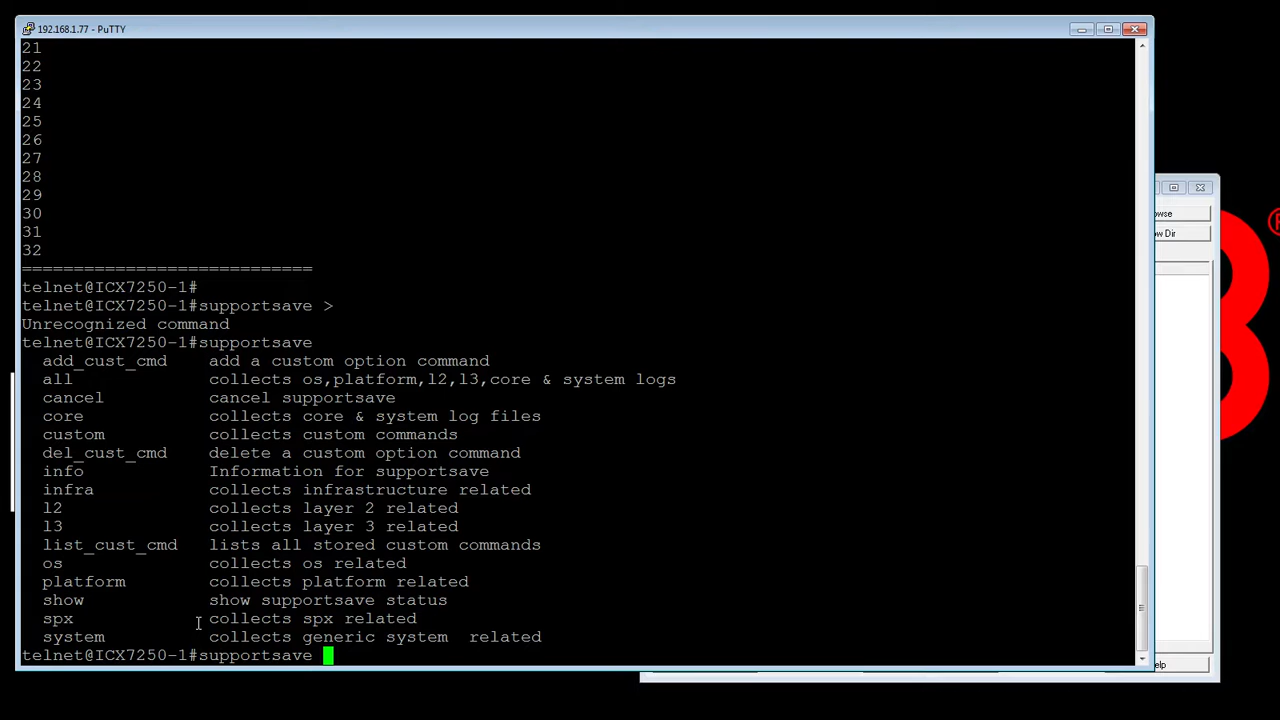 192.168.1.77 - PuTTY
21
22
23
24
25
26
27
28
29
30
31
32
============================
telnet@ICX7250-1#
telnet@ICX7250-1#supportsave >
Unrecognized command
telnet@ICX7250-1#supportsave
add_cust_cmd add a custom option command
all collects os,platform,l2,l3,core & system logs
cancel cancel supportsave
core collects core & system log files
custom collects custom commands
del_cust_cmd delete a custom option command
info Information for supportsave
infra collects infrastructure related
l2 collects layer 2 related
l3 collects layer 3 related
list_cust_cmd lists all stored custom commands
os collects os related
platform collects platform related
show show supportsave status
spx collects spx related
system collects generic system related
telnet@ICX7250-1#supportsave
owse
w Dir
elp
®